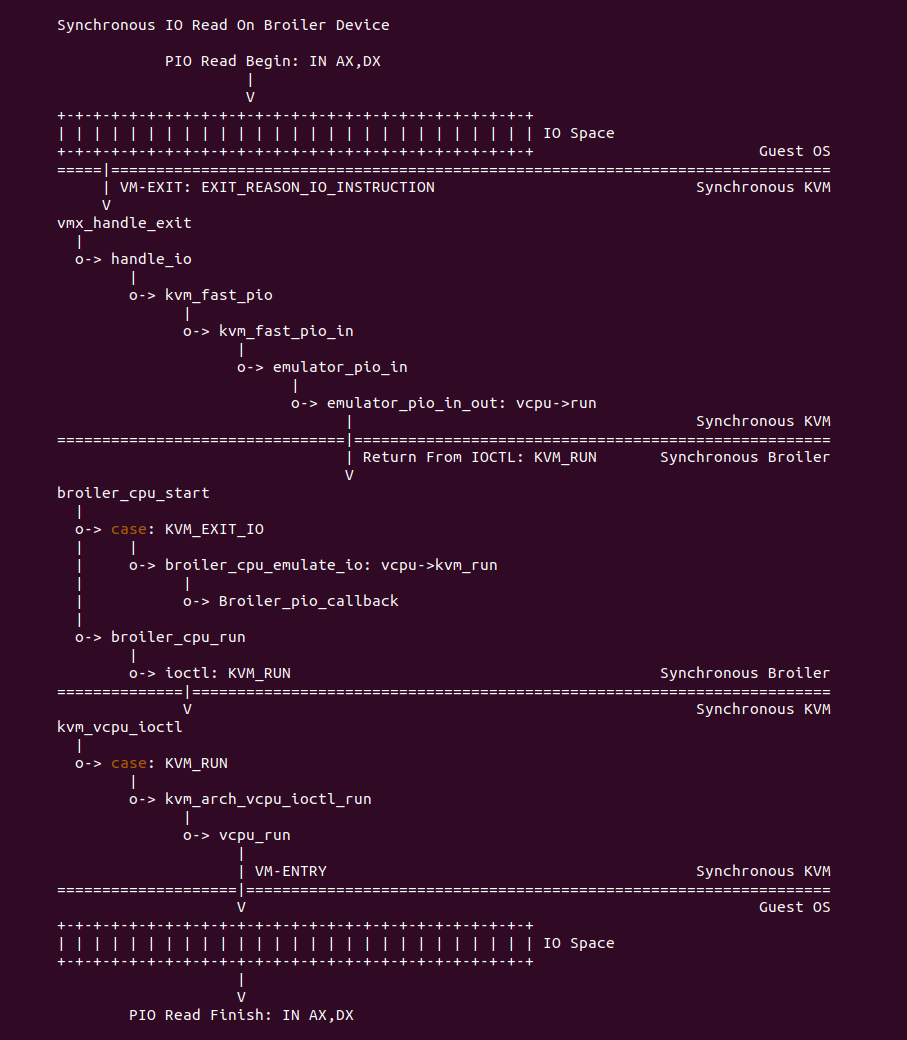 Synchronous IO Read On Broiler Device

            PIO Read Begin: IN AX,DX
                     |
                     V
+-+-+-+-+-+-+-+-+-+-+-+-+-+-+-+-+-+-+-+-+-+-+-+-+-+-+
| | | | | | | | | | | | | | | | | | | | | | | | | | | IO Space
+-+-+-+-+-+-+-+-+-+-+-+-+-+-+-+-+-+-+-+-+-+-+-+-+-+-+                         Guest OS
=====|================================================================================
     | VM-EXIT: EXIT_REASON_IO_INSTRUCTION                             Synchronous KVM
     V
vmx_handle_exit
  |
  o-> handle_io
        |
        o-> kvm_fast_pio
              |
              o-> kvm_fast_pio_in
                    |
                    o-> emulator_pio_in
                          |
                          o-> emulator_pio_in_out: vcpu->run
                                |                                      Synchronous KVM
================================|=====================================================
                                | Return From IOCTL: KVM_RUN       Synchronous Broiler
                                V
broiler_cpu_start
  |
  o-> case: KVM_EXIT_IO
  |     |
  |     o-> broiler_cpu_emulate_io: vcpu->kvm_run
  |           |
  |           o-> Broiler_pio_callback
  |
  o-> broiler_cpu_run
        |
        o-> ioctl: KVM_RUN                                         Synchronous Broiler
==============|=======================================================================
              V                                                        Synchronous KVM
kvm_vcpu_ioctl
  |
  o-> case: KVM_RUN
        |
        o-> kvm_arch_vcpu_ioctl_run
              |
              o-> vcpu_run
                    |
                    | VM-ENTRY                                         Synchronous KVM
====================|=================================================================
                    V                                                         Guest OS
+-+-+-+-+-+-+-+-+-+-+-+-+-+-+-+-+-+-+-+-+-+-+-+-+-+-+
| | | | | | | | | | | | | | | | | | | | | | | | | | | IO Space
+-+-+-+-+-+-+-+-+-+-+-+-+-+-+-+-+-+-+-+-+-+-+-+-+-+-+
                    |
                    V
        PIO Read Finish: IN AX,DX